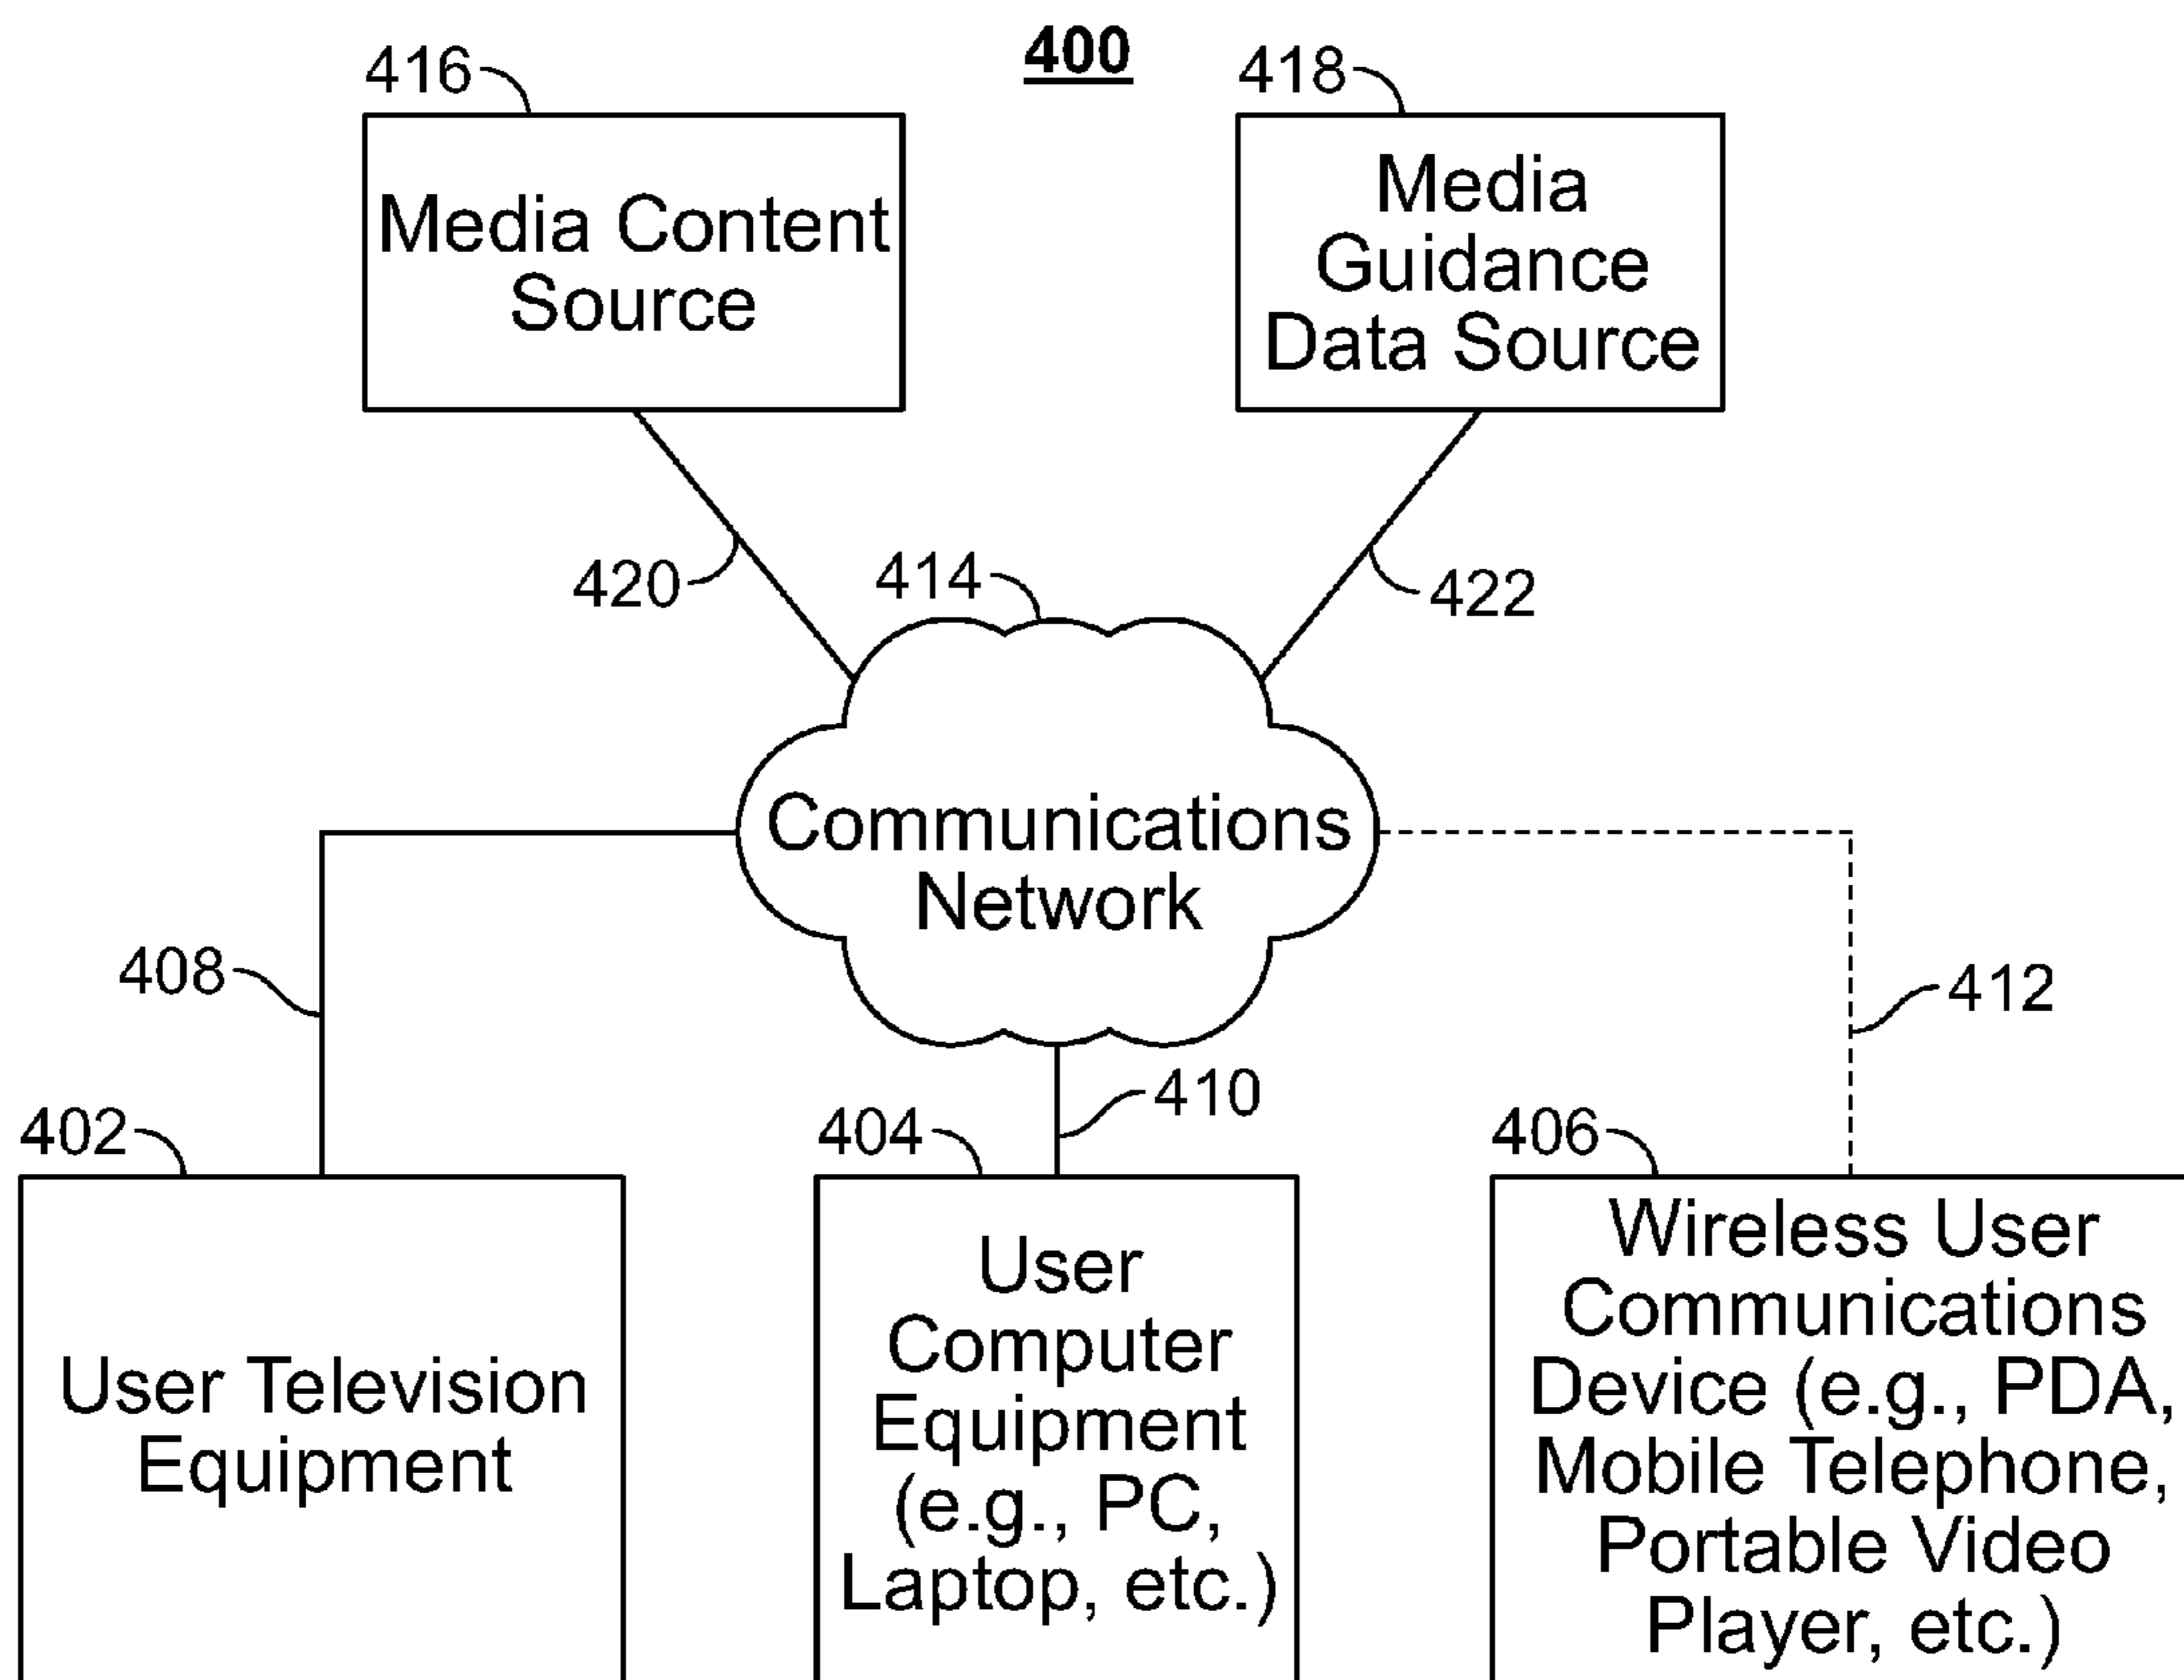 400
416
418
Media Content
Source
Media
Guidance
Data Source
420
414
422
Communications
Network
408
412
410
402
404
406
User Television
Equipment
User
Computer
Equipment
(e.g., PC,
Laptop, etc.)
Wireless User
Communications
Device (e.g., PDA,
Mobile Telephone,
Portable Video
Player, etc.)